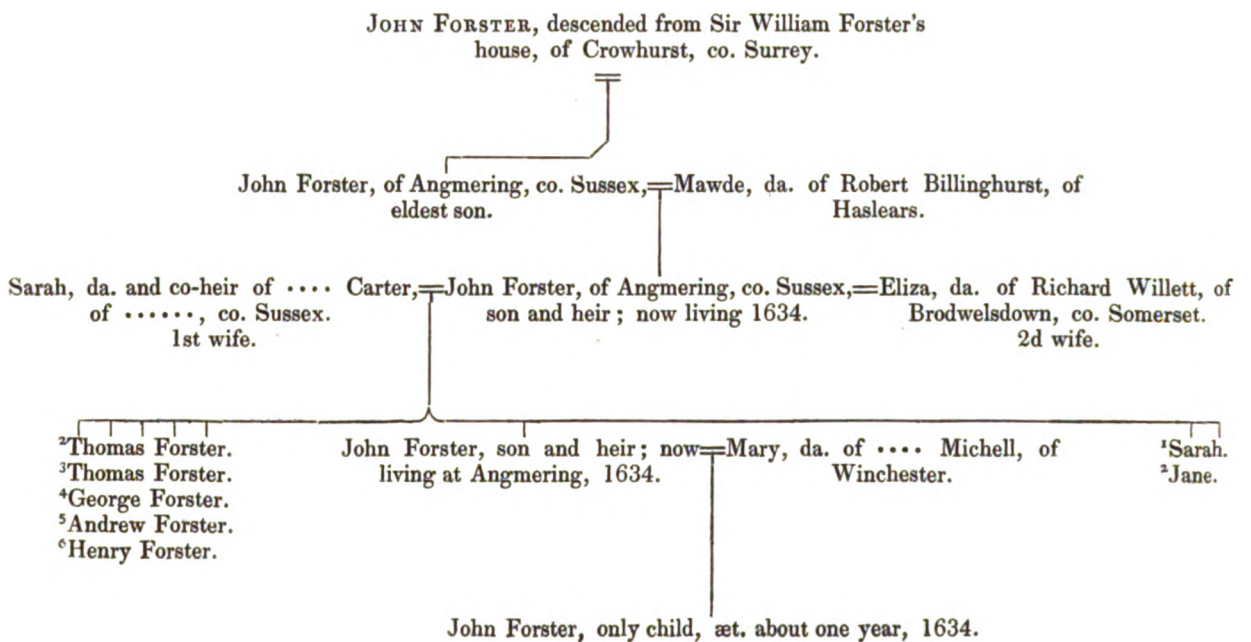 JOHN FORSTER, descended from Sir William Forster's
house, of Crowhurst, co. Surrey.
John Forster, of Angmering, co. Sussex,=Mawde, da. of Robert Billinghurst, of
eldest son.
Haslears.
Sarah, da. and co-heir of ···· Carter,=John Forster, of Angmering, co. Sussex,=Eliza, da. of Richard Willett, of
of ······, co. Sussex.
1st wife.
son and heir; now living 1634.
Brodwelsdown, co. Somerset.
2d wife.
²Thomas Forster.
³Thomas Forster.
⁴George Forster.
⁵Andrew Forster.
⁶Henry Forster.
John Forster, son and heir; now=Mary, da. of ···· Michell, of
living at Angmering, 1634.
Winchester.
¹Sarah.
²Jane.
John Forster, only child, æt. about one year, 1634.